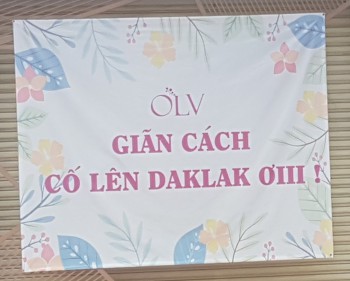 OLV
GIÃN CÁCH
CỐ LÊN DAKLAK ƠIII !